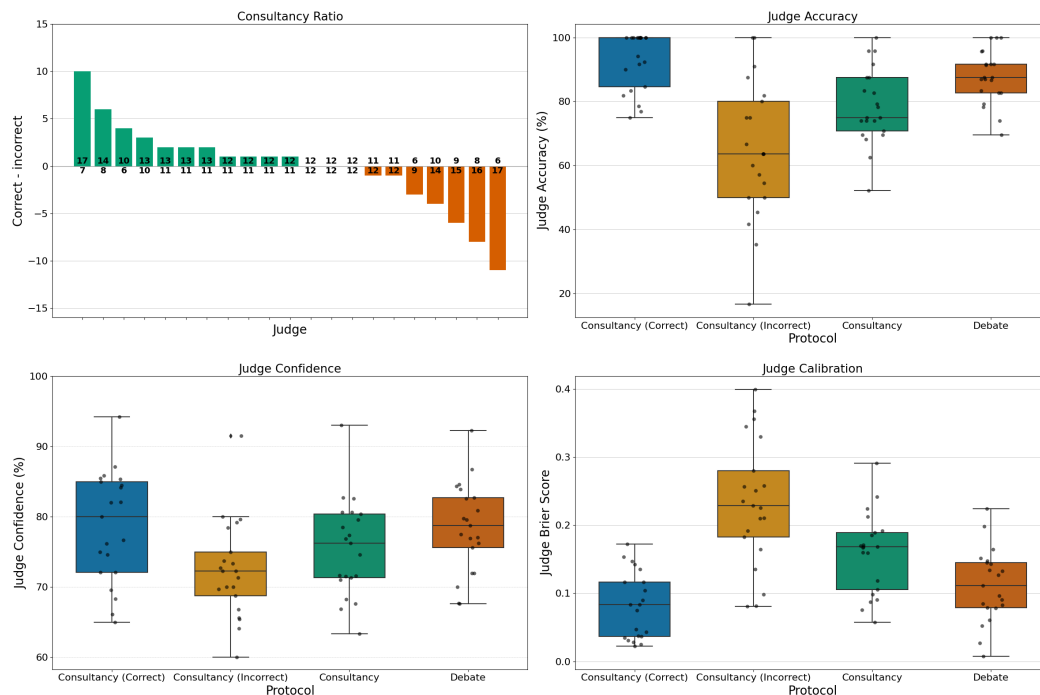 Consultancy Ratio
15
10
5
0
−5
−10
−15
Correct - incorrect
17 14 10 13 13 13 13 12 12 12 12 12 12 12 11 11 6 10 9 8 6
7 8 6 10 11 11 11 11 11 11 11 12 12 12 12 12 9 14 15 16 17
Judge
Judge Accuracy
100
80
60
40
20
Judge Accuracy (%)
Consultancy (Correct) Consultancy (Incorrect) Consultancy Debate
Protocol
Judge Confidence
100
90
80
70
60
Judge Confidence (%)
Consultancy (Correct) Consultancy (Incorrect) Consultancy Debate
Protocol
Judge Calibration
0.4
0.3
0.2
0.1
0.0
Judge Brier Score
Consultancy (Correct) Consultancy (Incorrect) Consultancy Debate
Protocol